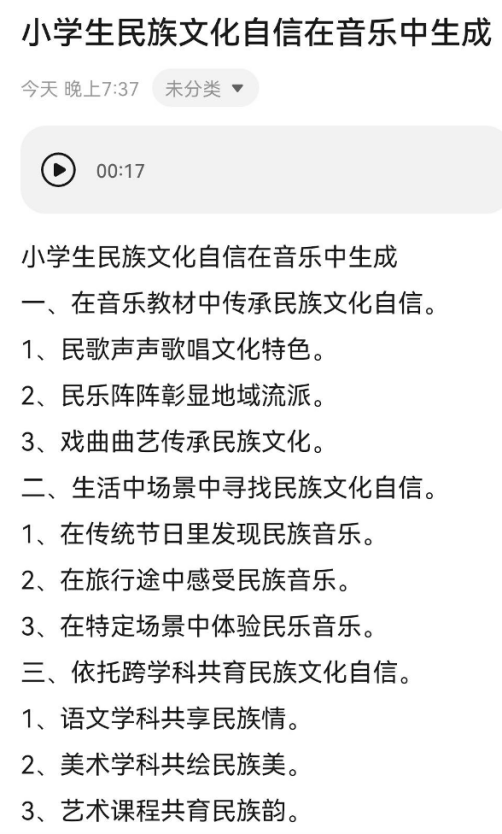 小学生民族文化自信在音乐中生成
今天 晚上7:37 未分类
00:17
小学生民族文化自信在音乐中生成
一、在音乐教材中传承民族文化自信。
1、民歌声声歌唱文化特色。
2、民乐阵阵彰显地域流派。
3、戏曲曲艺传承民族文化。
二、生活中场景中寻找民族文化自信。
1、在传统节日里发现民族音乐。
2、在旅行途中感受民族音乐。
3、在特定场景中体验民乐音乐。
三、依托跨学科共育民族文化自信。
1、语文学科共享民族情。
2、美术学科共绘民族美。
3、艺术课程共育民族韵。